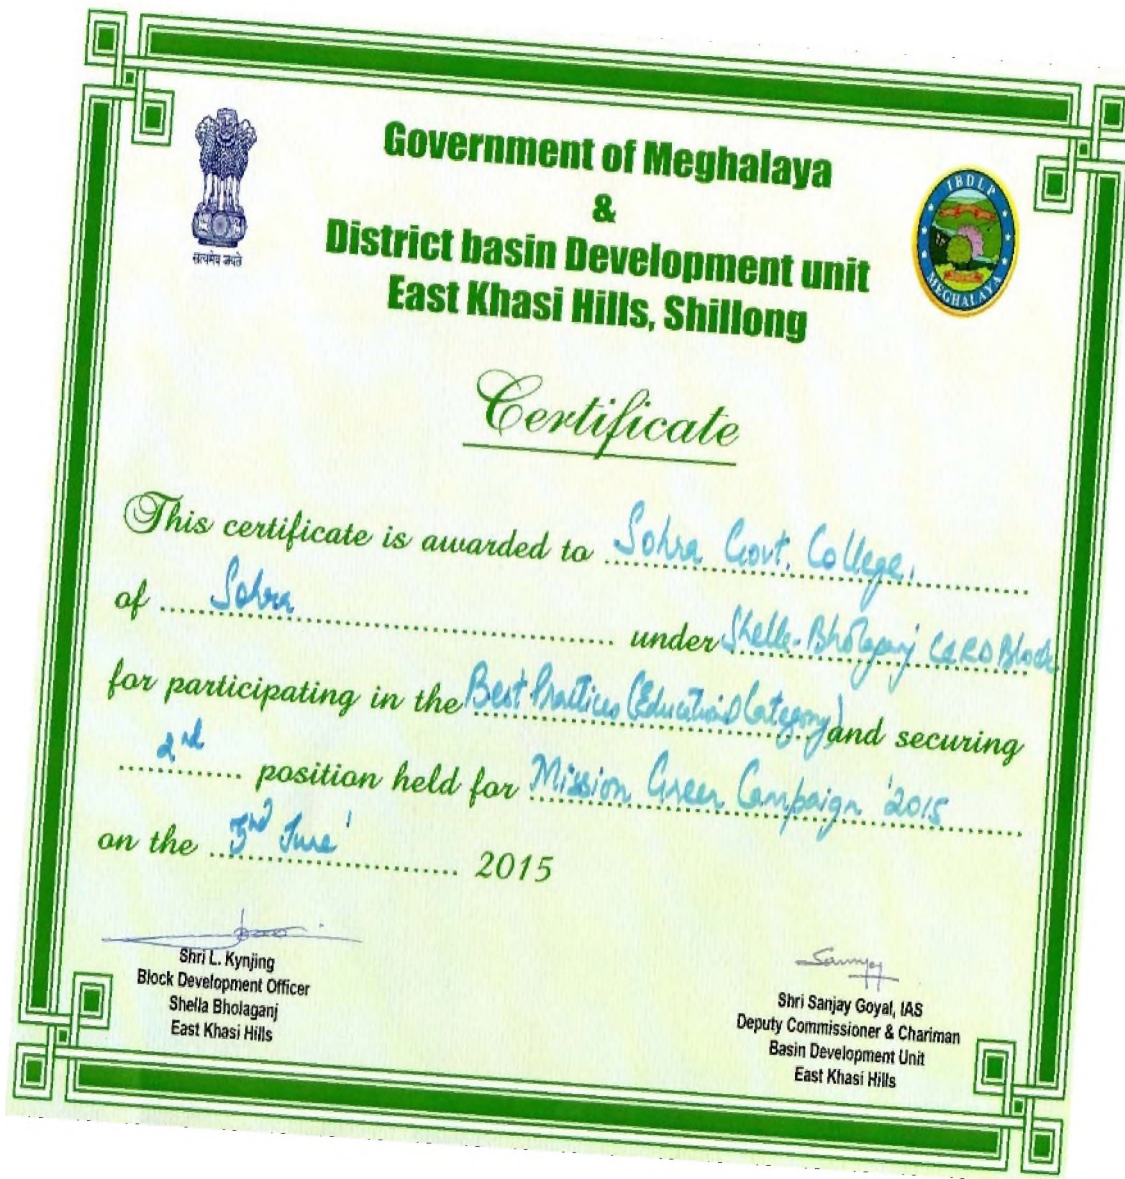 Government of Meghalaya
&
District basin Development unit
East Khasi Hills, Shillong
सत्यमेव जयते
IBDLP
MEGHALAYA
Certificate
This certificate is awarded to Sohra Govt. College,
of Sohra under Shella-Bholaganj C&RD Block
for participating in the Best Practices (Education Category) and securing
2nd position held for Mission Green Campaign '2015
on the 3rd June' 2015
Shri L. Kynjing
Block Development Officer
Shella Bholaganj
East Khasi Hills
Shri Sanjay Goyal, IAS
Deputy Commissioner & Chariman
Basin Development Unit
East Khasi Hills